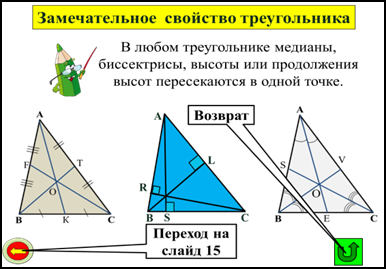 Замечательное свойство треугольника
В любом треугольнике медианы,
биссектрисы, высоты или продолжения
высот пересекаются в одной точке.
Возврат
A
F
T
O
B
K
C
A
L
R
B
S
C
A
S
V
O
B
E
C
Переход на
слайд 15